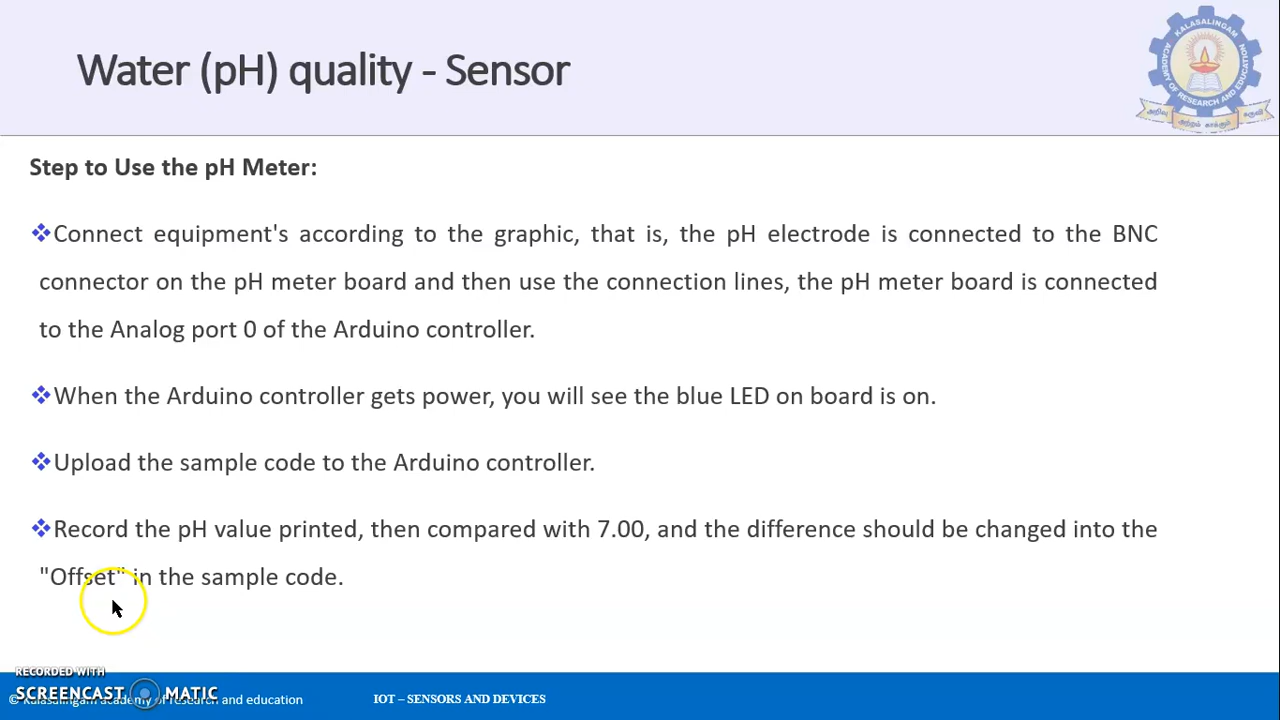 Water (pH) quality - Sensor
KALASALINGAM
ACADEMY OF RESEARCH AND EDUCATION
Step to Use the pH Meter:
❖Connect equipment's according to the graphic, that is, the pH electrode is connected to the BNC
connector on the pH meter board and then use the connection lines, the pH meter board is connected
to the Analog port 0 of the Arduino controller.
❖When the Arduino controller gets power, you will see the blue LED on board is on.
❖Upload the sample code to the Arduino controller.
❖Record the pH value printed, then compared with 7.00, and the difference should be changed into the
"Offset" in the sample code.
RECORDED WITH
SCREENCAST MATIC
© Kalasalingam academy of research and education
IOT – SENSORS AND DEVICES